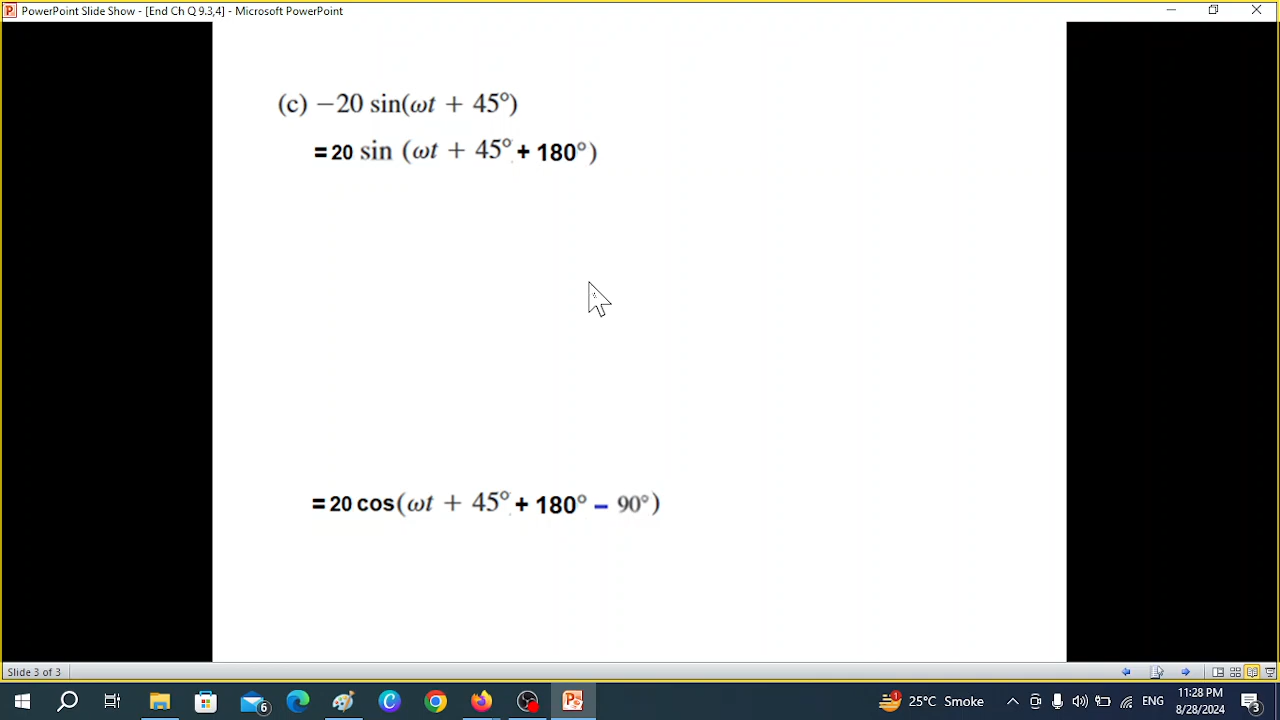 PowerPoint Slide Show - [End Ch Q 9.3,4] - Microsoft PowerPoint
(c) −20 sin(ωt + 45°)
= 20 sin (ωt + 45° + 180°)
= 20 cos(ωt + 45° + 180° − 90°)
Slide 3 of 3
6
25°C Smoke
ENG
11:28 PM
8/28/2024
3